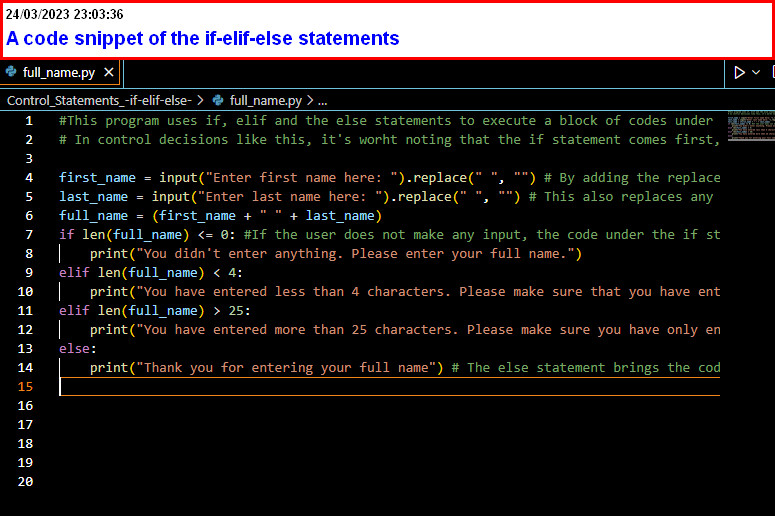 24/03/2023 23:03:36
A code snippet of the if-elif-else statements
full_name.py
Control_Statements_-if-elif-else- > full_name.py > ...
1 #This program uses if, elif and the else statements to execute a block of codes under
2 # In control decisions like this, it's worht noting that the if statement comes first,
3
4 first_name = input("Enter first name here: ").replace(" ", "") # By adding the replace
5 last_name = input("Enter last name here: ").replace(" ", "") # This also replaces any
6 full_name = (first_name + " " + last_name)
7 if len(full_name) <= 0: #If the user does not make any input, the code under the if st
8 print("You didn't enter anything. Please enter your full name.")
9 elif len(full_name) < 4:
10 print("You have entered less than 4 characters. Please make sure that you have ent
11 elif len(full_name) > 25:
12 print("You have entered more than 25 characters. Please make sure you have only en
13 else:
14 print("Thank you for entering your full name") # The else statement brings the cod
15
16
17
18
19
20